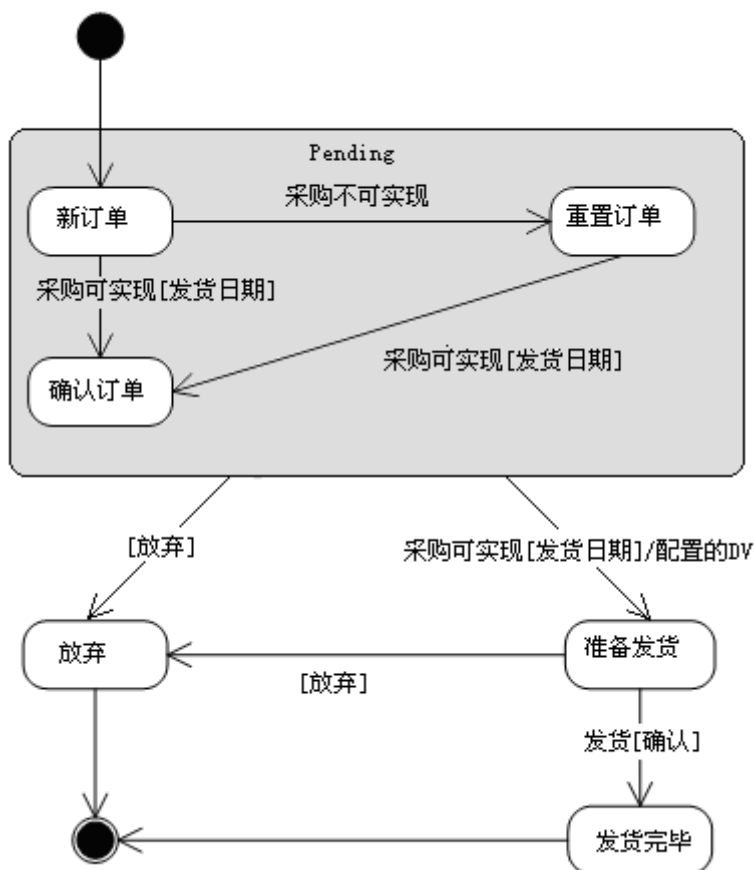 Pending
新订单
采购不可实现
重置订单
采购可实现[发货日期]
确认订单
采购可实现[发货日期]
[放弃]
采购可实现[发货日期]/配置的DV
放弃
准备发货
[放弃]
发货[确认]
发货完毕